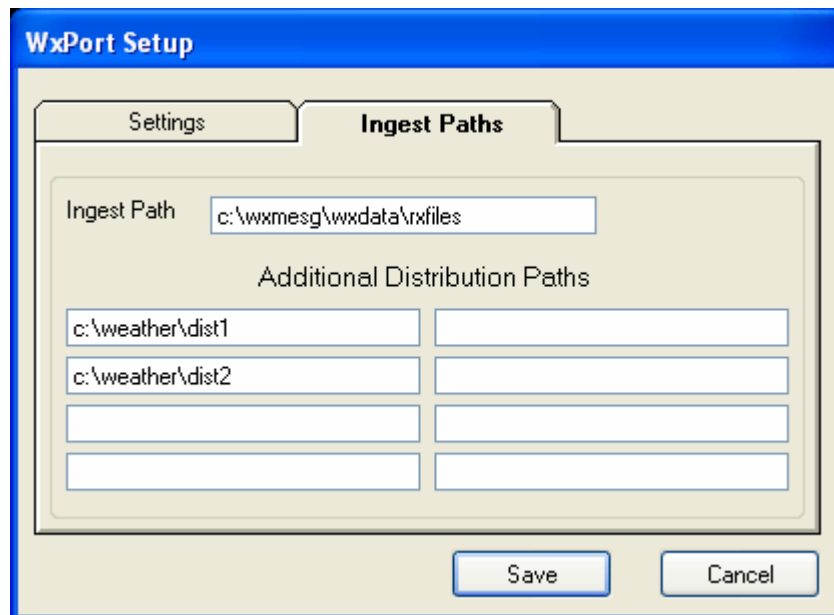 WxPort Setup
Settings
Ingest Paths
Ingest Path
c:\wxmesg\wxdata\rxfiles
Additional Distribution Paths
c:\weather\dist1
c:\weather\dist2
Save
Cancel